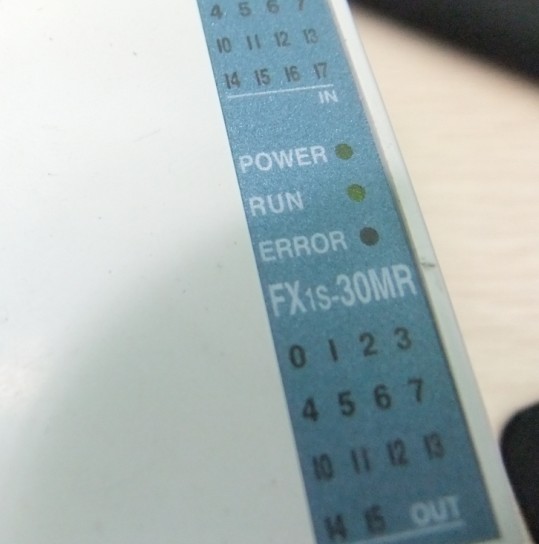 4 5 6 7
10 11 12 13
14 15 16 17
IN
POWER
RUN
ERROR
FX1S-30MR
0 1 2 3
4 5 6 7
10 11 12 13
14 15 OUT